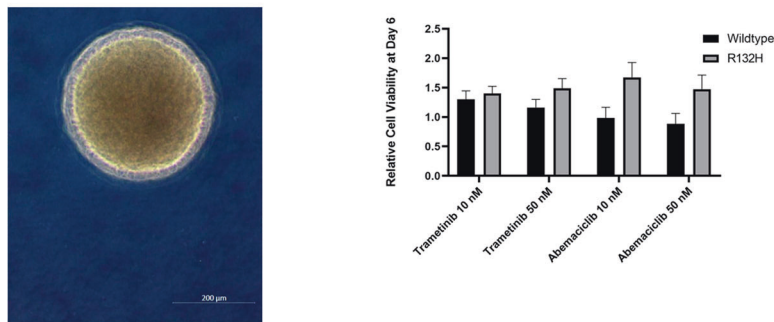 200 µm
Relative Cell Viability at Day 6
2.5
2.0
1.5
1.0
0.5
0.0
Trametinib 10 nM
Trametinib 50 nM
Abemaciclib 10 nM
Abemaciclib 50 nM
Wildtype
R132H